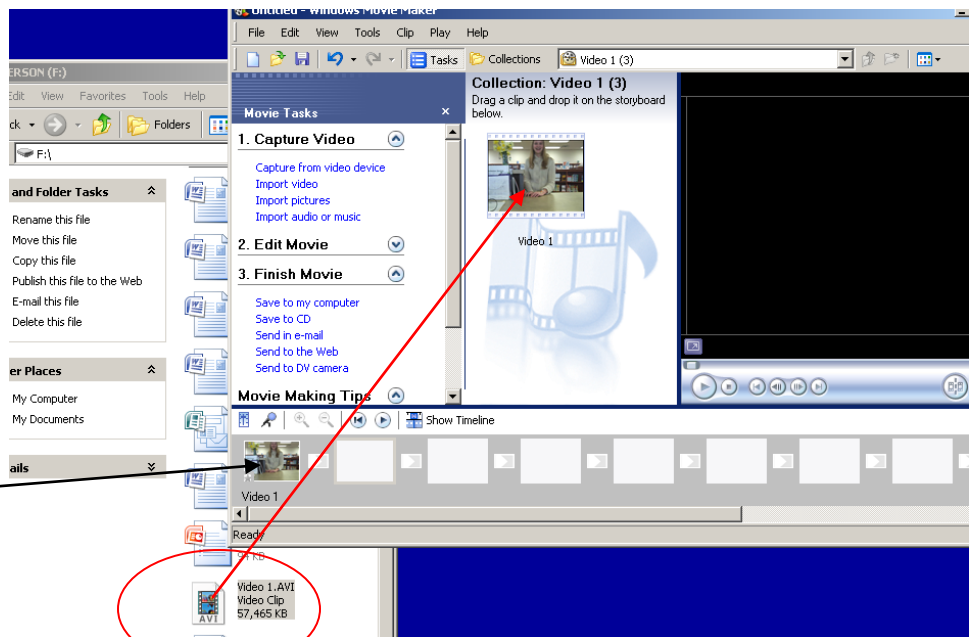 Untitled - Windows Movie Maker
File Edit View Tools Clip Play Help
Tasks Collections Video 1 (3)
ERSON (F:)
Edit View Favorites Tools Help
ck Folders
F:\
and Folder Tasks
Rename this file
Move this file
Copy this file
Publish this file to the Web
E-mail this file
Delete this file
er Places
My Computer
My Documents
ails
Movie Tasks
1. Capture Video
Capture from video device
Import video
Import pictures
Import audio or music
2. Edit Movie
3. Finish Movie
Save to my computer
Save to CD
Send in e-mail
Send to the Web
Send to DV camera
Movie Making Tips
Collection: Video 1 (3)
Drag a clip and drop it on the storyboard
below.
Video 1
Show Timeline
Video 1
Ready
Video 1.AVI
Video Clip
57,465 KB
AVI